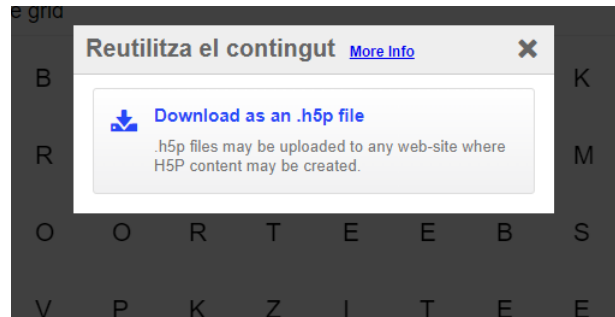 e grid
Reutilitza el contingut More Info
B K
Download as an .h5p file
.h5p files may be uploaded to any web-site where
H5P content may be created.
R M
O O R T E E B S
V P K Z I T E E